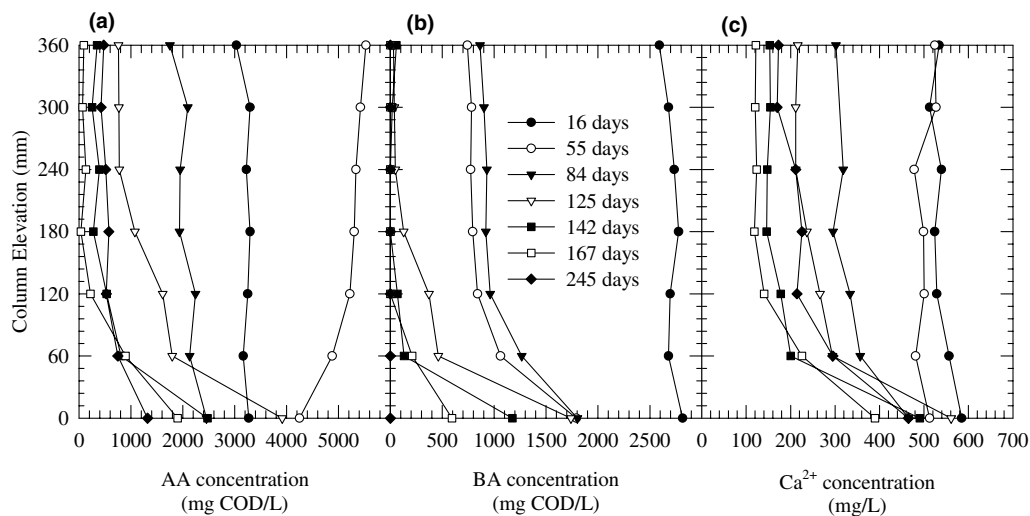 (a)
(b)
(c)
360
300
240
180
120
60
0
Column Elevation (mm)
16 days
55 days
84 days
125 days
142 days
167 days
245 days
0 1000 2000 3000 4000 5000
0 500 1000 1500 2000 2500
0 100 200 300 400 500 600 700
AA concentration
(mg COD/L)
BA concentration
(mg COD/L)
Ca²⁺ concentration
(mg/L)